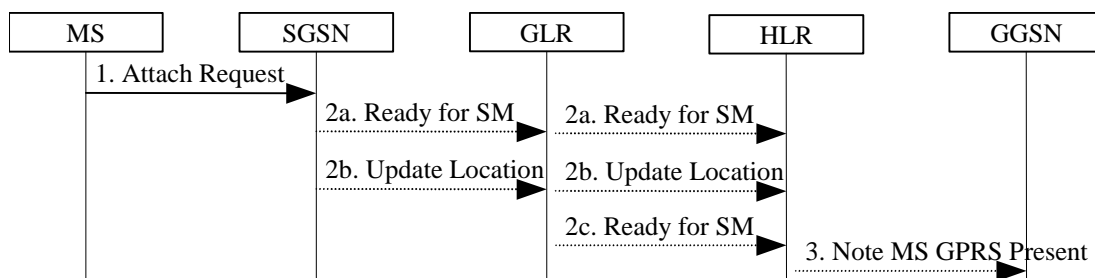 MS SGSN GLR HLR GGSN
1. Attach Request
2a. Ready for SM 2a. Ready for SM
2b. Update Location 2b. Update Location
2c. Ready for SM
3. Note MS GPRS Present